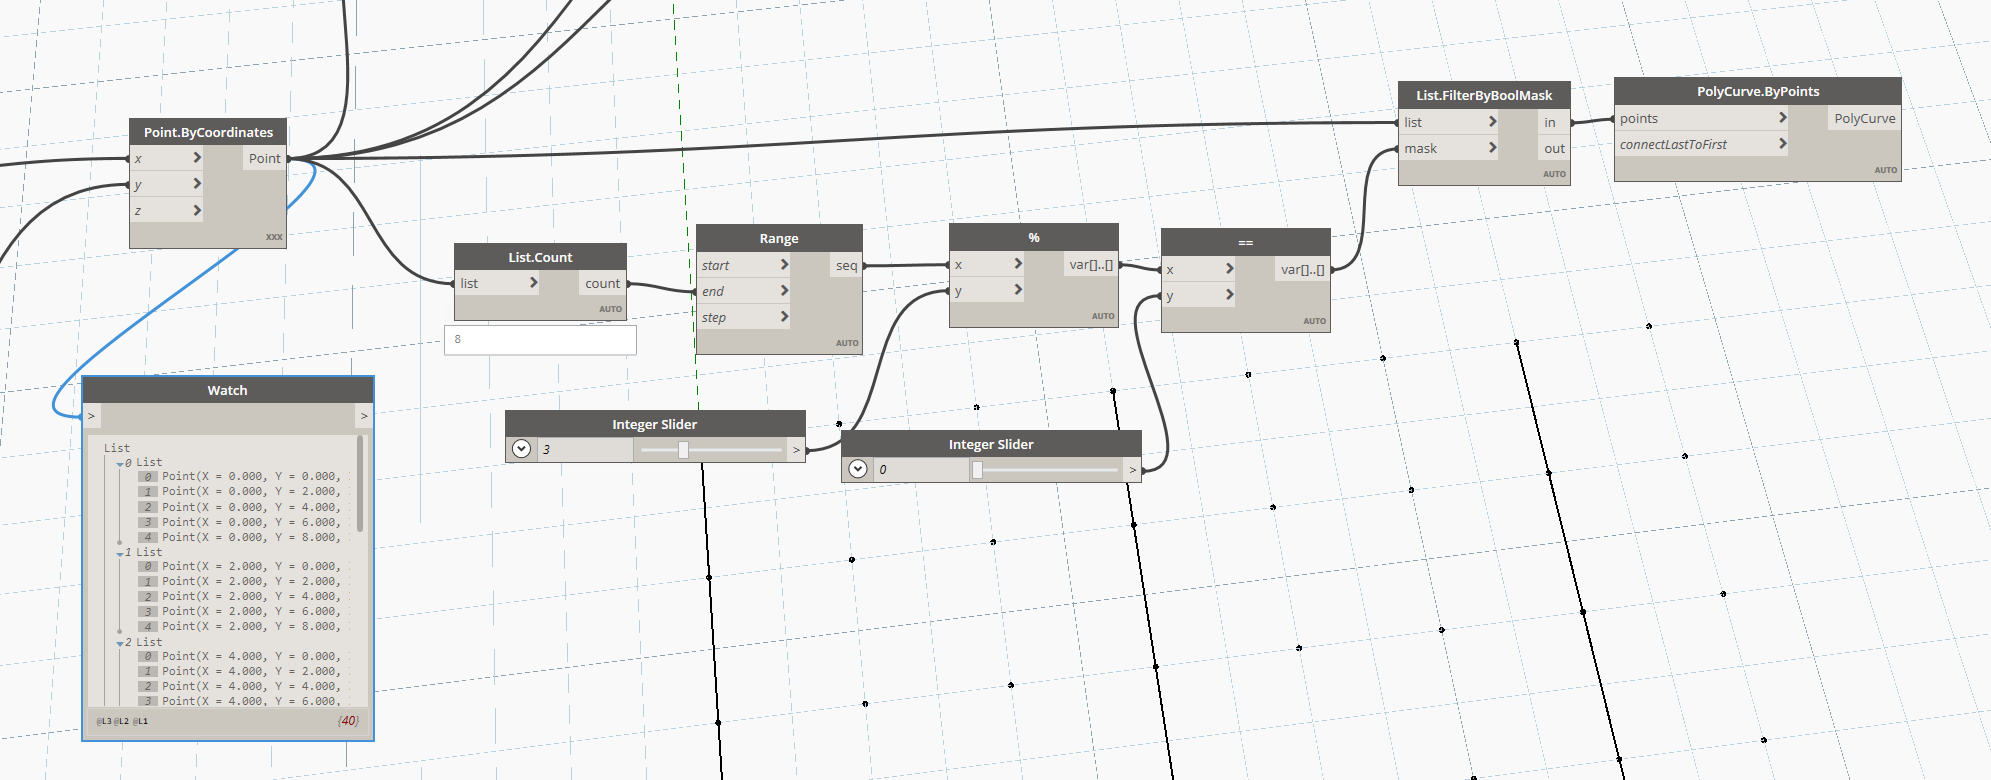 Point.ByCoordinates
x
Point
y
z
XXX
List.Count
list
count
AUTO
8
Range
start
seq
end
step
AUTO
%
x
var[]..[]
y
AUTO
==
x
var[]..[]
y
AUTO
List.FilterByBoolMask
list
in
mask
out
AUTO
PolyCurve.ByPoints
points
PolyCurve
connectLastToFirst
AUTO
Integer Slider
3
>
Integer Slider
0
>
Watch
>
>
List
0 List
0 Point(X = 0.000, Y = 0.000,
1 Point(X = 0.000, Y = 2.000,
2 Point(X = 0.000, Y = 4.000,
3 Point(X = 0.000, Y = 6.000,
4 Point(X = 0.000, Y = 8.000,
1 List
0 Point(X = 2.000, Y = 0.000,
1 Point(X = 2.000, Y = 2.000,
2 Point(X = 2.000, Y = 4.000,
3 Point(X = 2.000, Y = 6.000,
4 Point(X = 2.000, Y = 8.000,
2 List
0 Point(X = 4.000, Y = 0.000,
1 Point(X = 4.000, Y = 2.000,
2 Point(X = 4.000, Y = 4.000,
3 Point(X = 4.000, Y = 6.000,
@L3 @L2 @L1
{40}